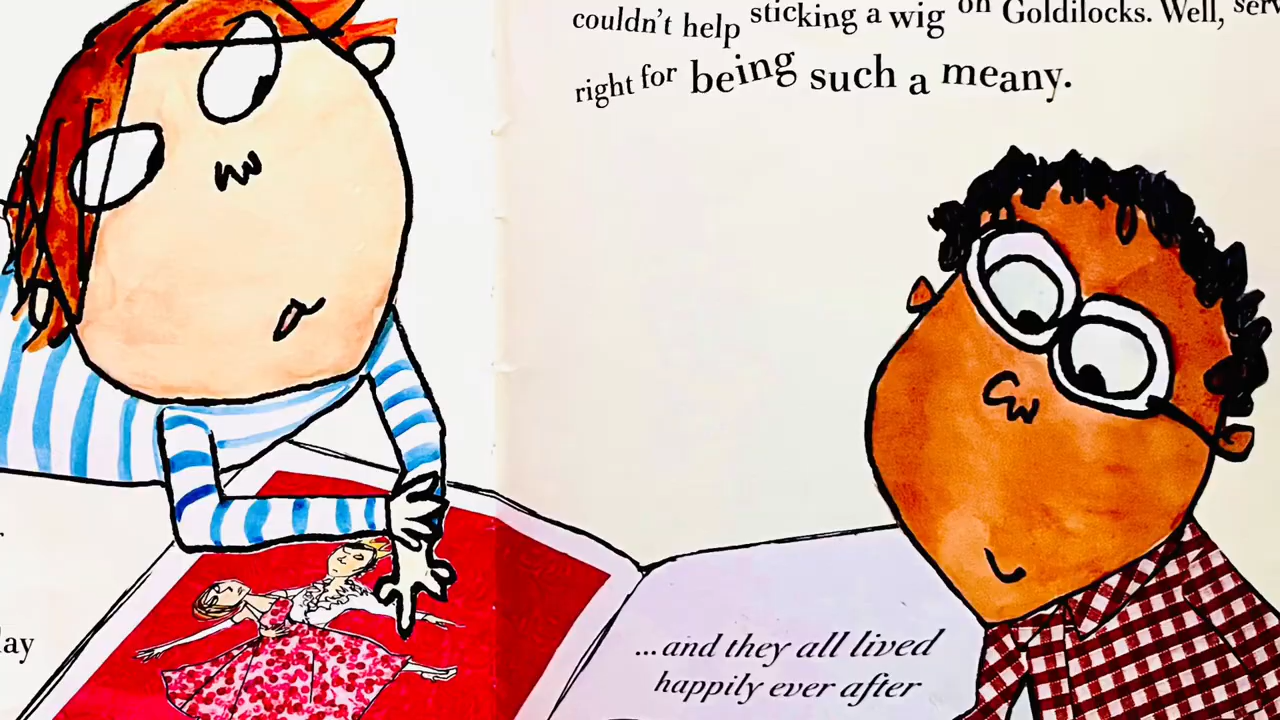 couldn't help sticking a wig on Goldilocks. Well,
right for being such a meany.
...and they all lived
happily ever after